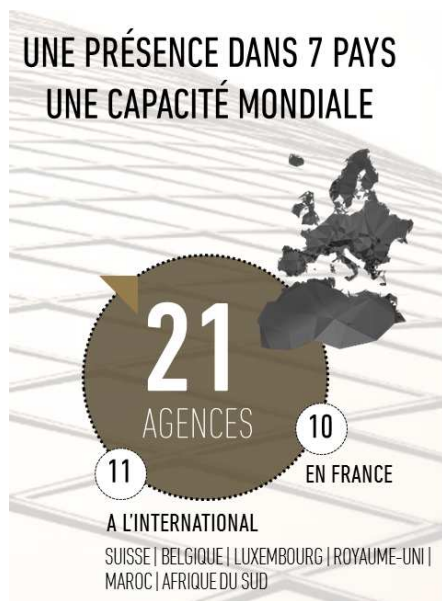 UNE PRÉSENCE DANS 7 PAYS
UNE CAPACITÉ MONDIALE
21
AGENCES
10
EN FRANCE
11
A L'INTERNATIONAL
SUISSE | BELGIQUE | LUXEMBOURG | ROYAUME-UNI |
MAROC | AFRIQUE DU SUD